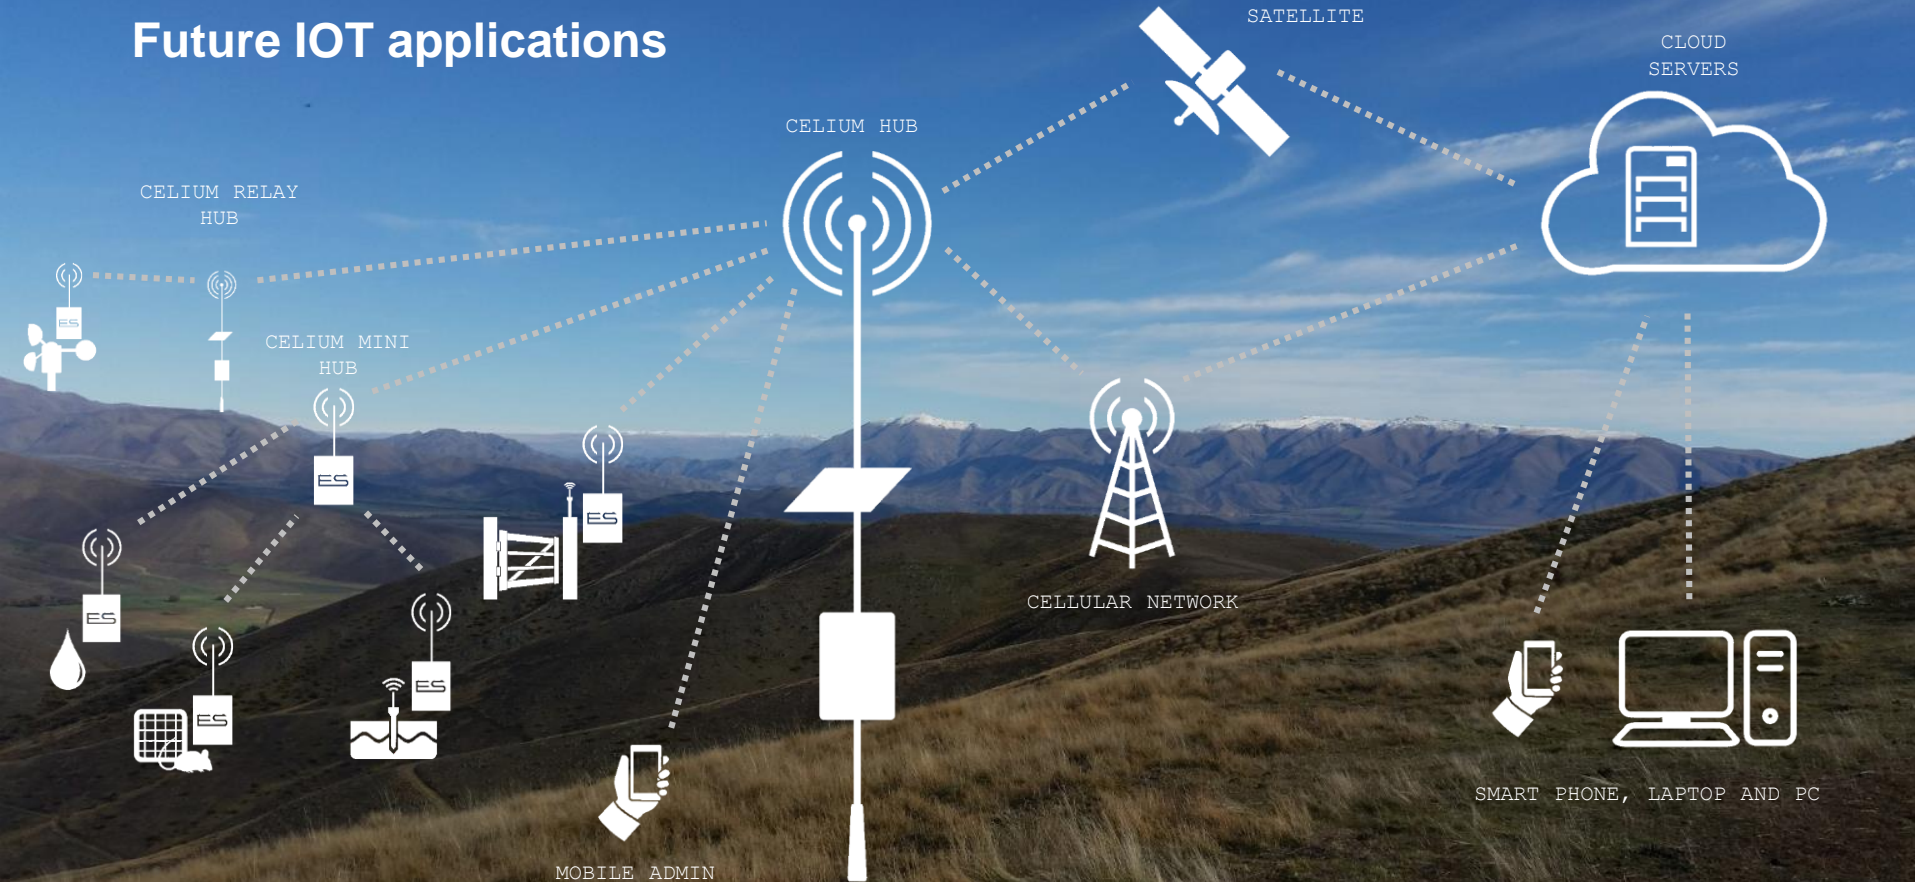 Future IOT applications
SATELLITE
CLOUD
SERVERS
CELIUM HUB
CELIUM RELAY
HUB
ES
CELIUM MINI
HUB
ES
ES
ES
ES
ES
CELLULAR NETWORK
SMART PHONE, LAPTOP AND PC
MOBILE ADMIN